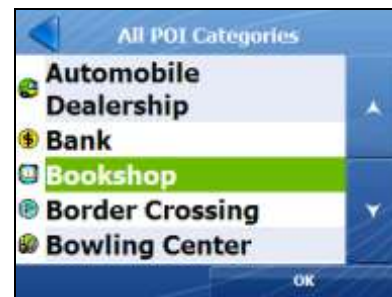 All POI Categories
Automobile
Dealership
Bank
Bookshop
Border Crossing
Bowling Center
OK